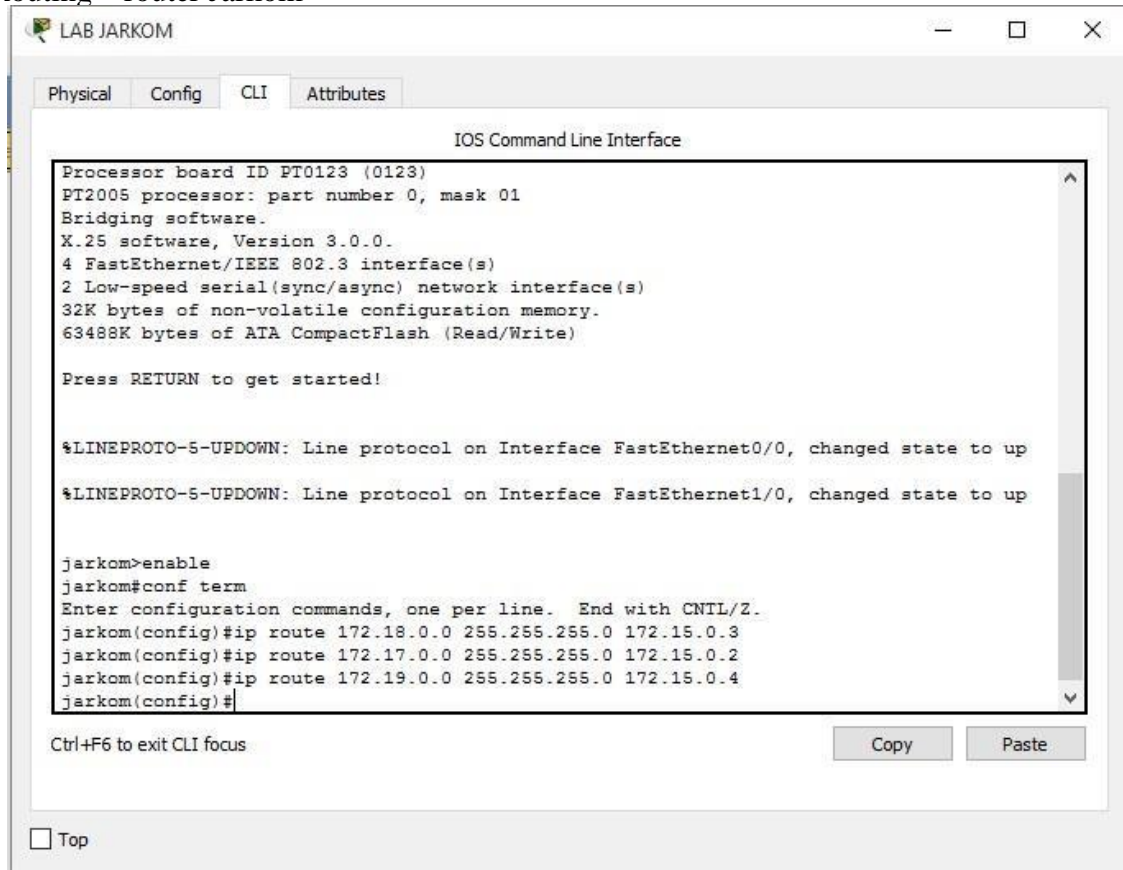 routing – router Jarkom
LAB JARKOM
Physical Config CLI Attributes
IOS Command Line Interface
Processor board ID PT0123 (0123)
PT2005 processor: part number 0, mask 01
Bridging software.
X.25 software, Version 3.0.0.
4 FastEthernet/IEEE 802.3 interface(s)
2 Low-speed serial(sync/async) network interface(s)
32K bytes of non-volatile configuration memory.
63488K bytes of ATA CompactFlash (Read/Write)
Press RETURN to get started!
%LINEPROTO-5-UPDOWN: Line protocol on Interface FastEthernet0/0, changed state to up
%LINEPROTO-5-UPDOWN: Line protocol on Interface FastEthernet1/0, changed state to up
jarkom>enable
jarkom#conf term
Enter configuration commands, one per line. End with CNTL/Z.
jarkom(config)#ip route 172.18.0.0 255.255.255.0 172.15.0.3
jarkom(config)#ip route 172.17.0.0 255.255.255.0 172.15.0.2
jarkom(config)#ip route 172.19.0.0 255.255.255.0 172.15.0.4
jarkom(config)#
Ctrl+F6 to exit CLI focus
Copy Paste
Top